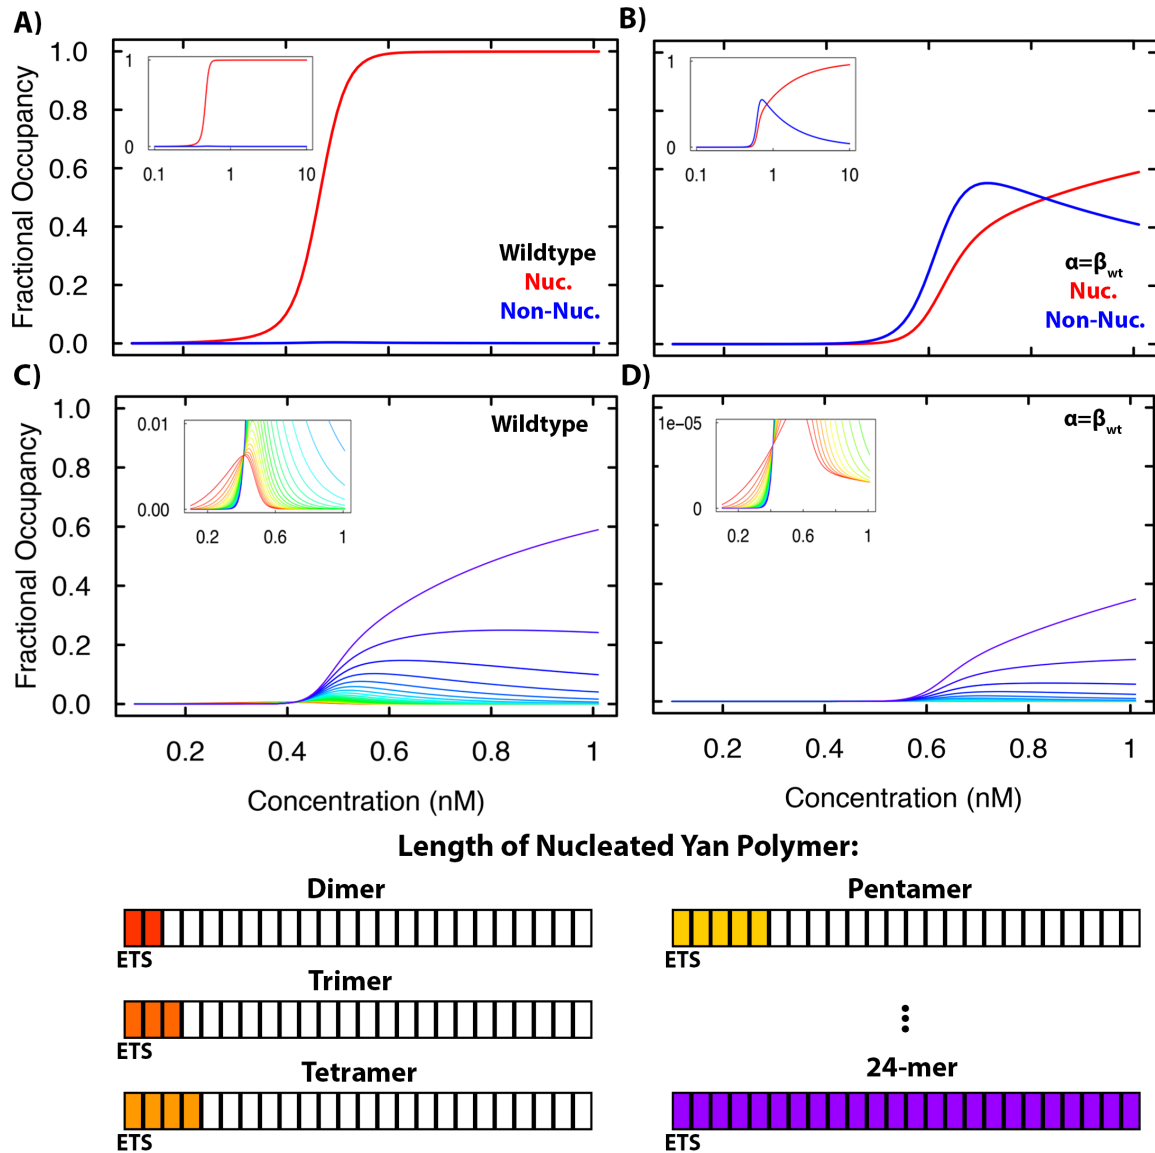 A)
B)
1.0
0.8
0.6
0.4
0.2
0.0
Fractional Occupancy
1
0
0.1
1
10
Wildtype
Nuc.
Non-Nuc.
1
0
0.1
1
10
α=βwt
Nuc.
Non-Nuc.
C)
D)
1.0
0.8
0.6
0.4
0.2
0.0
Fractional Occupancy
0.01
0.00
0.2
0.6
1
Wildtype
1e−05
0
0.2
0.6
1
α=βwt
0.2
0.4
0.6
0.8
1
0.2
0.4
0.6
0.8
1
Concentration (nM)
Concentration (nM)
Length of Nucleated Yan Polymer:
Dimer
ETS
Trimer
ETS
Tetramer
ETS
Pentamer
ETS
24-mer
ETS